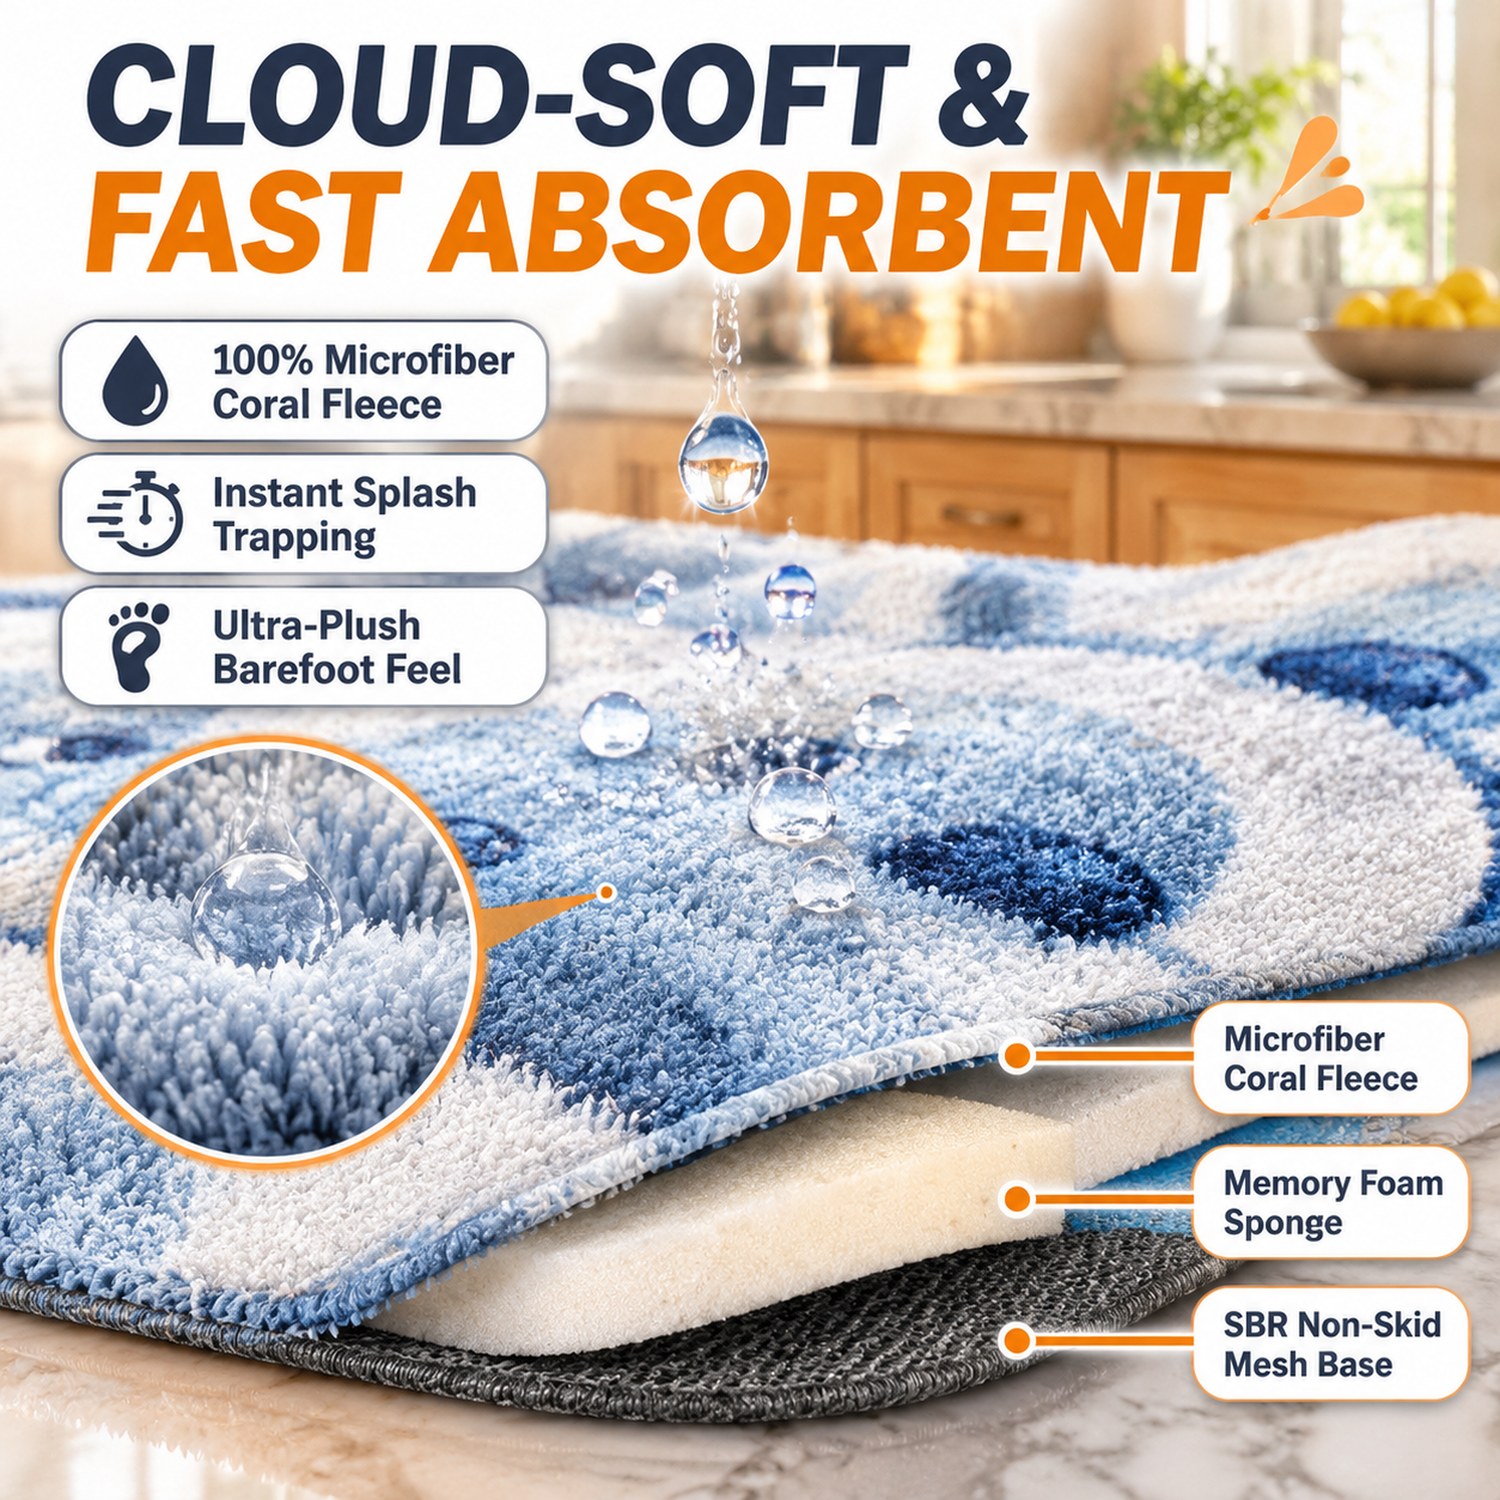 CLOUD-SOFT &
FAST ABSORBENT
100% Microfiber
Coral Fleece
Instant Splash
Trapping
Ultra-Plush
Barefoot Feel
Microfiber
Coral Fleece
Memory Foam
Sponge
SBR Non-Skid
Mesh Base